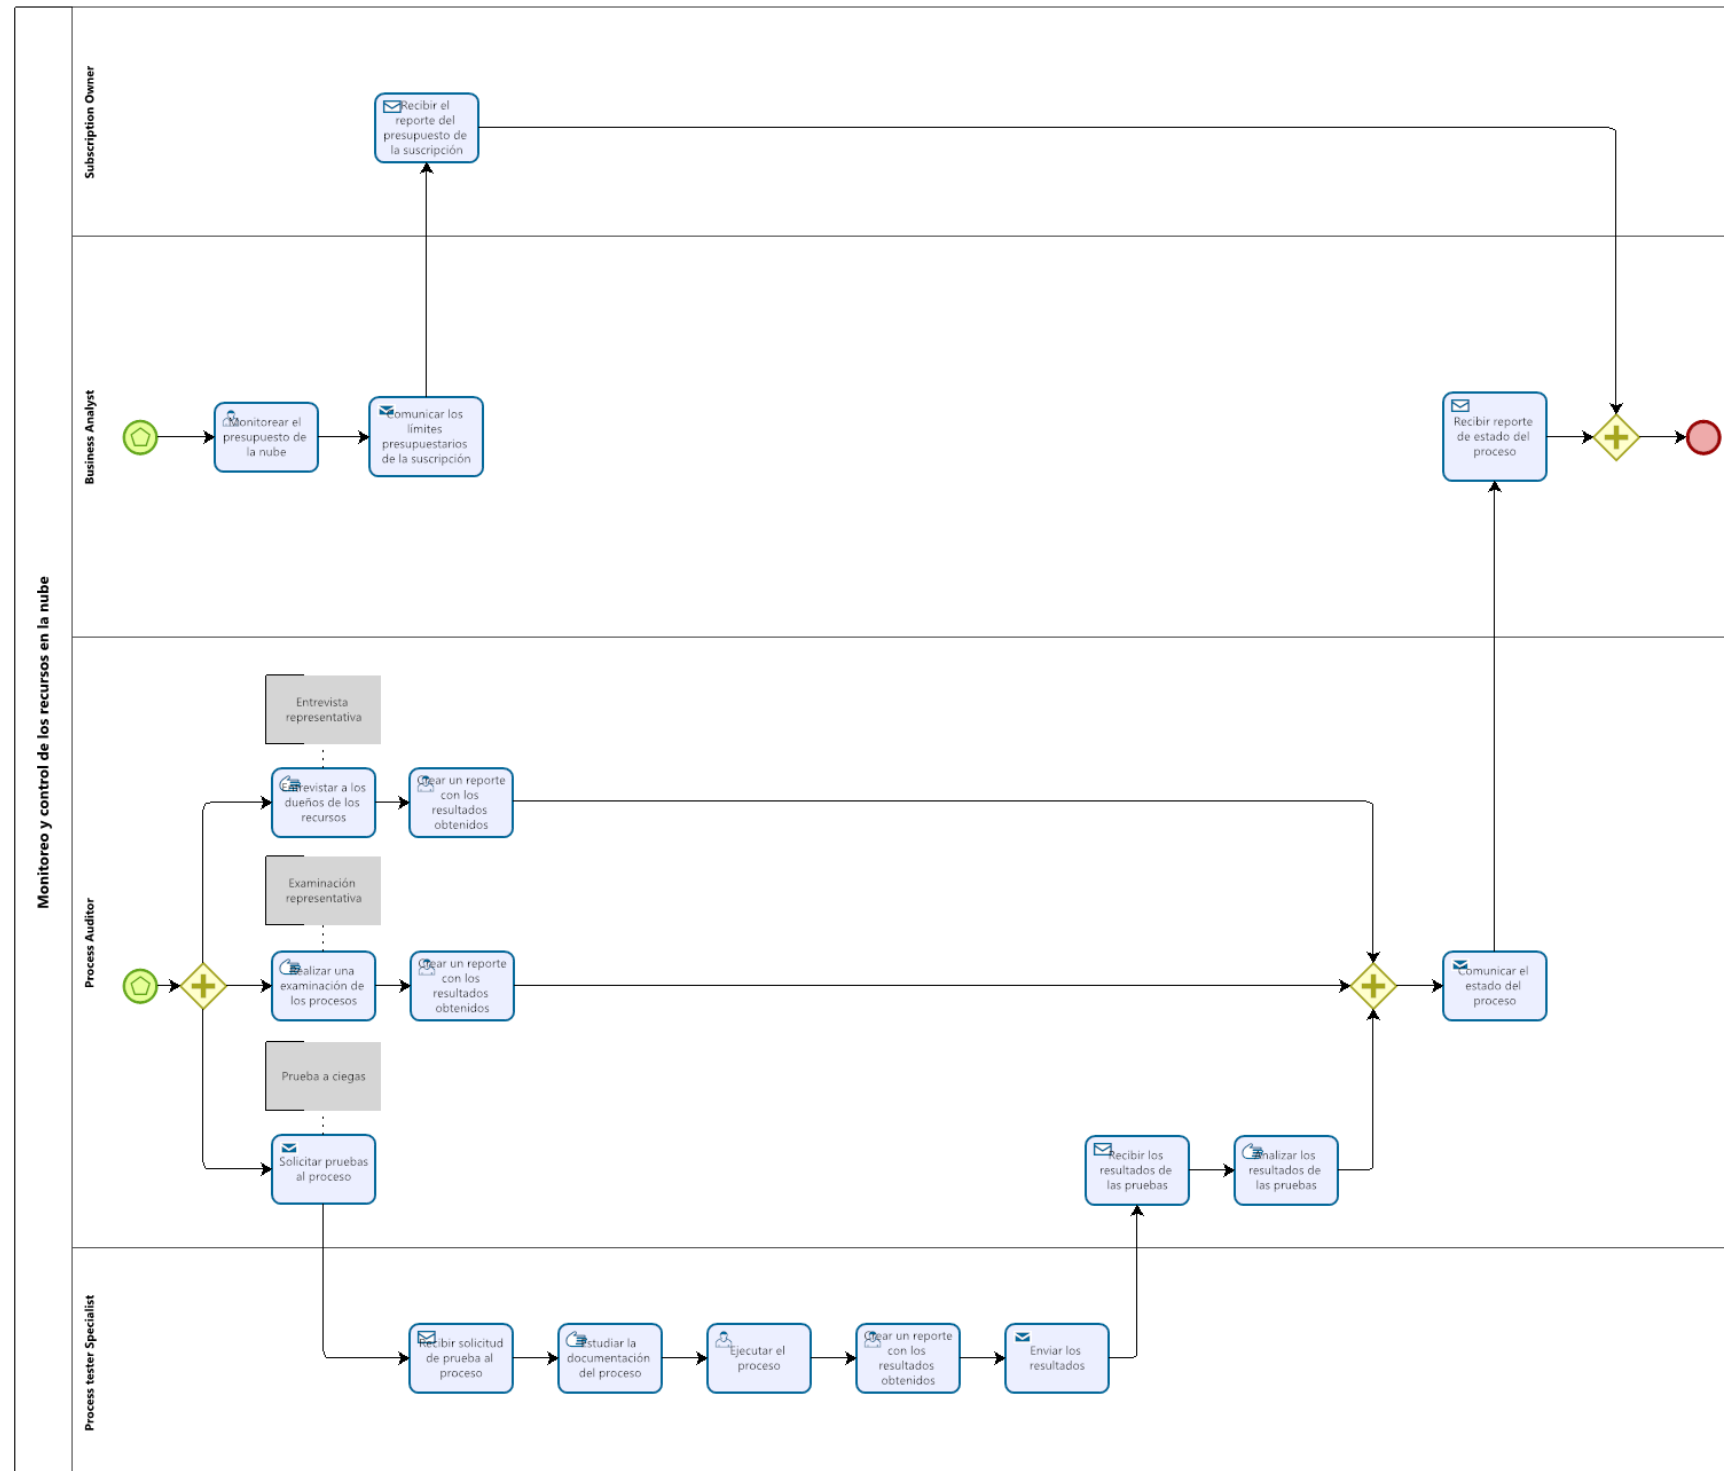 Monitoreo y control de los recursos en la nube
Subscription Owner
Recibir el
reporte del
presupuesto de
la suscripción
Business Analyst
Monitorear el
presupuesto de
la nube
Comunicar los
límites
presupuestarios
de la suscripción
Recibir reporte
de estado del
proceso
Process Auditor
Entrevista
representativa
Entrevistar a los
dueños de los
recursos
Crear un reporte
con los
resultados
obtenidos
Examinación
representativa
Realizar una
examinación de
los procesos
Crear un reporte
con los
resultados
obtenidos
Comunicar el
estado del
proceso
Prueba a ciegas
Solicitar pruebas
al proceso
Recibir los
resultados de
las pruebas
Analizar los
resultados de
las pruebas
Process tester Specialist
Recibir solicitud
de prueba al
proceso
Estudiar la
documentación
del proceso
Ejecutar el
proceso
Crear un reporte
con los
resultados
obtenidos
Enviar los
resultados